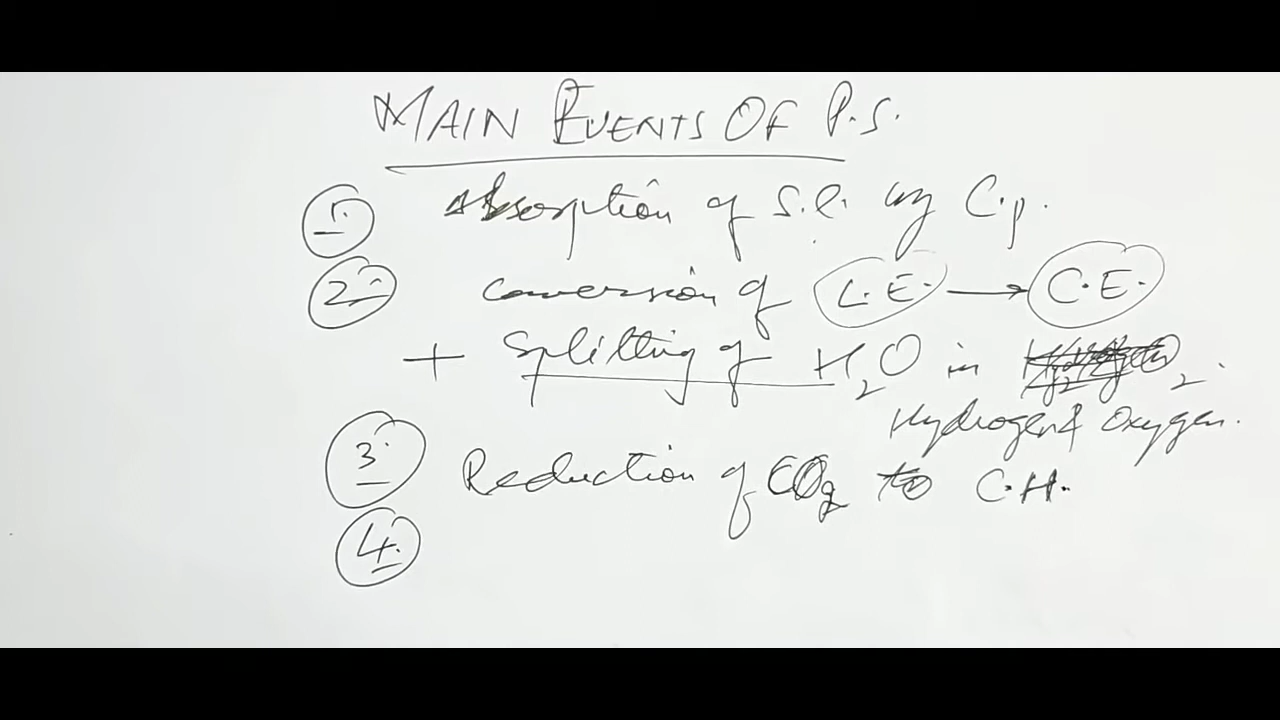 MAIN EVENTS OF P.S.
1. Absorption of S.l. by C.p.
2. Conversion of L.E. → C.E.
+ Splitting of H₂O in
Hydrogen & Oxygen.
3. Reduction of CO₂ to C.H.
4.